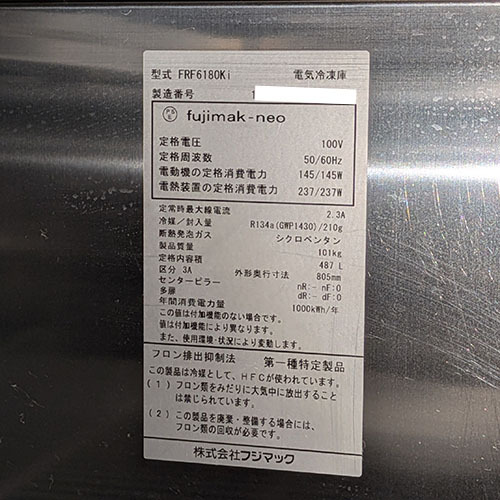 型式 FRF6180Ki 電気冷凍庫
製造番号
PS E fujimak-neo
定格電圧 100V
定格周波数 50/60Hz
電動機の定格消費電力 145/145W
電熱装置の定格消費電力 237/237W
定常時最大線電流 2.3A
冷媒/封入量 R134a(GWP1430)/210g
断熱発泡ガス シクロペンタン
製品質量 101kg
定格内容積 487 L
区分 3A 外形奥行寸法 805mm
センターピラー nR:- nF:0
多扉 dR:- dF:0
年間消費電力量 1000kWh/年
この値は付加機能のない場合です。
値は付加機能により異なります。
また、使用環境・状況により変動します。
フロン排出抑制法 第一種特定製品
この製品は冷媒として、HFCが使われています。
(1) フロン類をみだりに大気中に放出すること
は禁じられています。
(2) この製品を廃棄・整備する場合には、
フロン類の回収が必要です。
株式会社フジマック